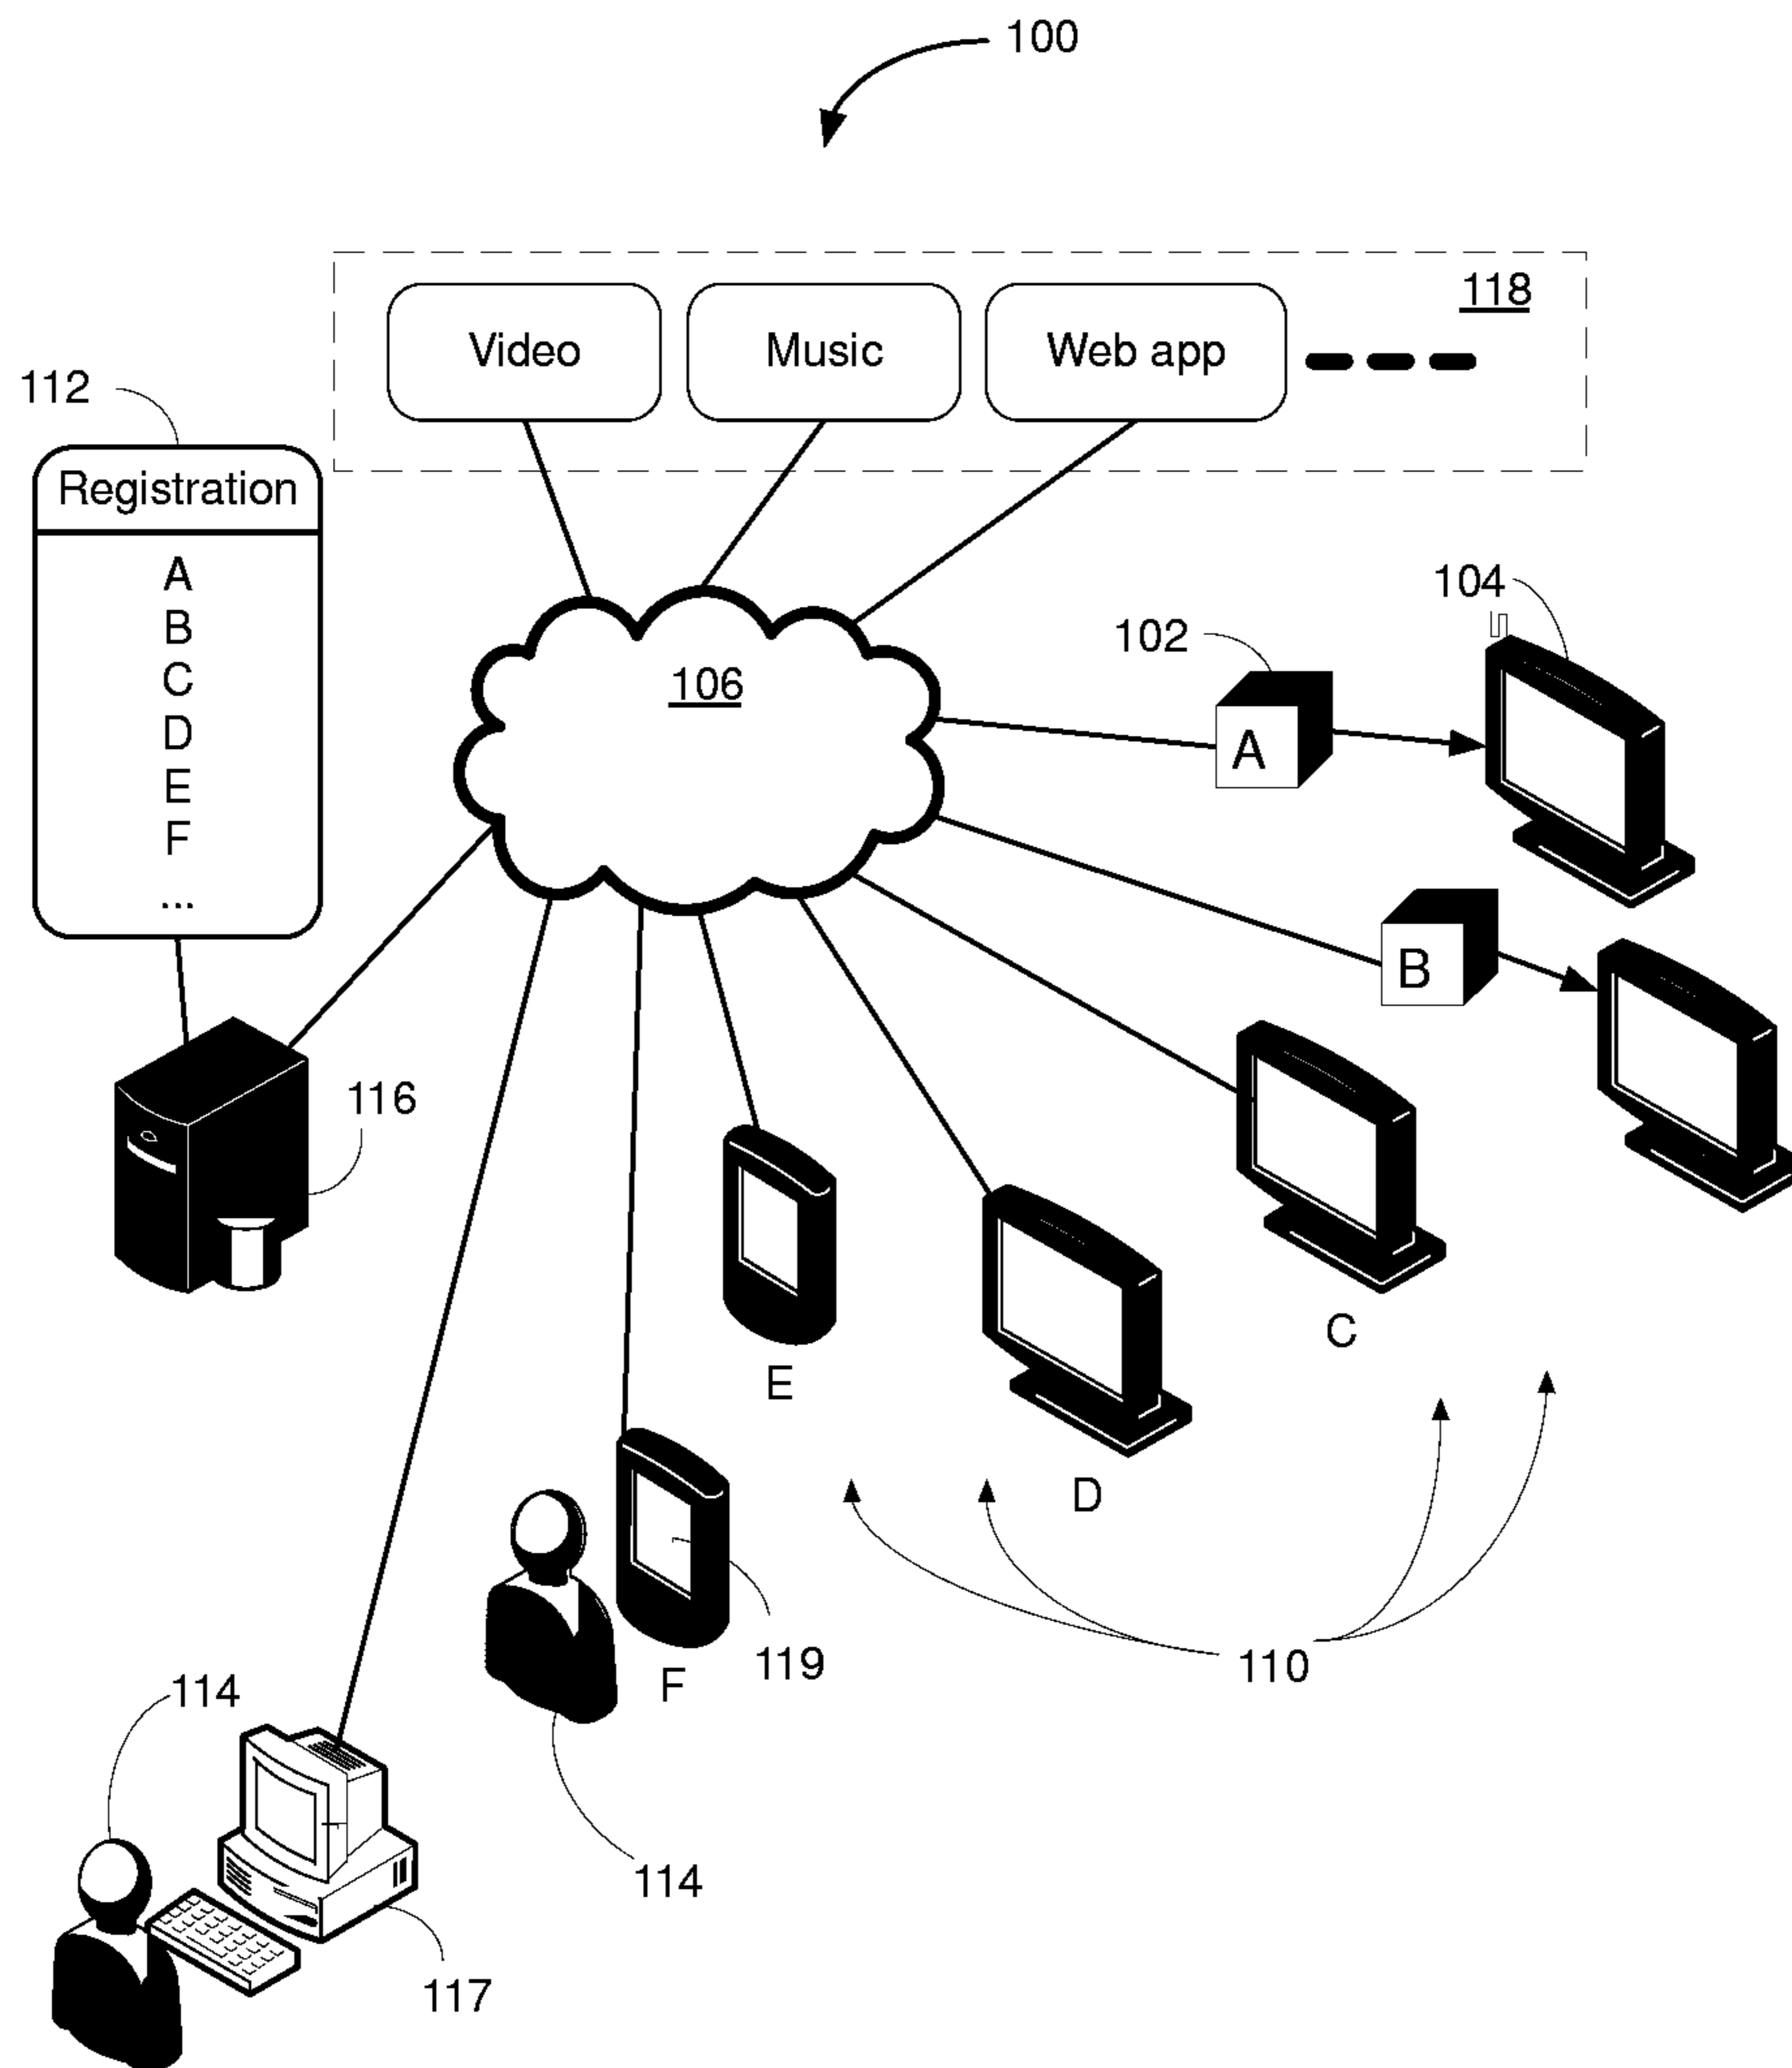 100
118
Video
Music
Web app
112
Registration
A
B
C
D
E
F
...
106
102
104
A
B
116
C
E
D
119
F
110
114
114
117